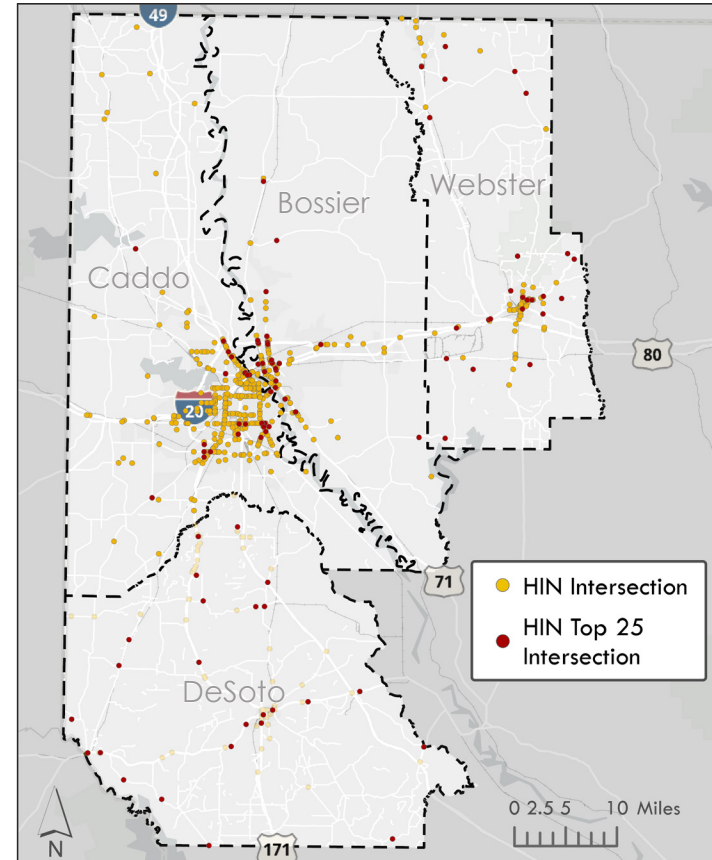 49
Bossier
Webster
Caddo
80
20
71
HIN Intersection
HIN Top 25
Intersection
DeSoto
0 2.5 5 10 Miles
N
171